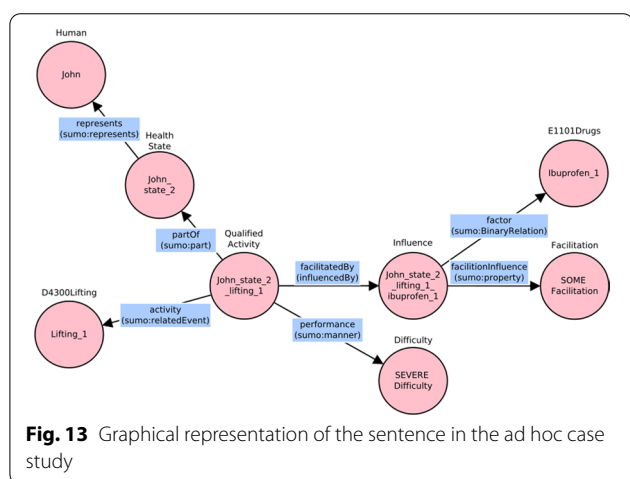 Human
John
represents
(sumo:represents)
Health
State
John_
state_2
E1101Drugs
Ibuprofen_1
partOf
(sumo:part)
Qualified
Activity
John_state_2
_lifting_1
facilitatedBy
(influencedBy)
Influence
John_state_2
_lifting_1_
ibuprofen_1
factor
(sumo:BinaryRelation)
Facilitation
facilitionInfluence
(sumo:property)
SOME
Facilitation
D4300Lifting
Lifting_1
activity
(sumo:relatedEvent)
performance
(sumo:manner)
Difficulty
SEVERE
Difficulty
Fig. 13 Graphical representation of the sentence in the ad hoc case
study